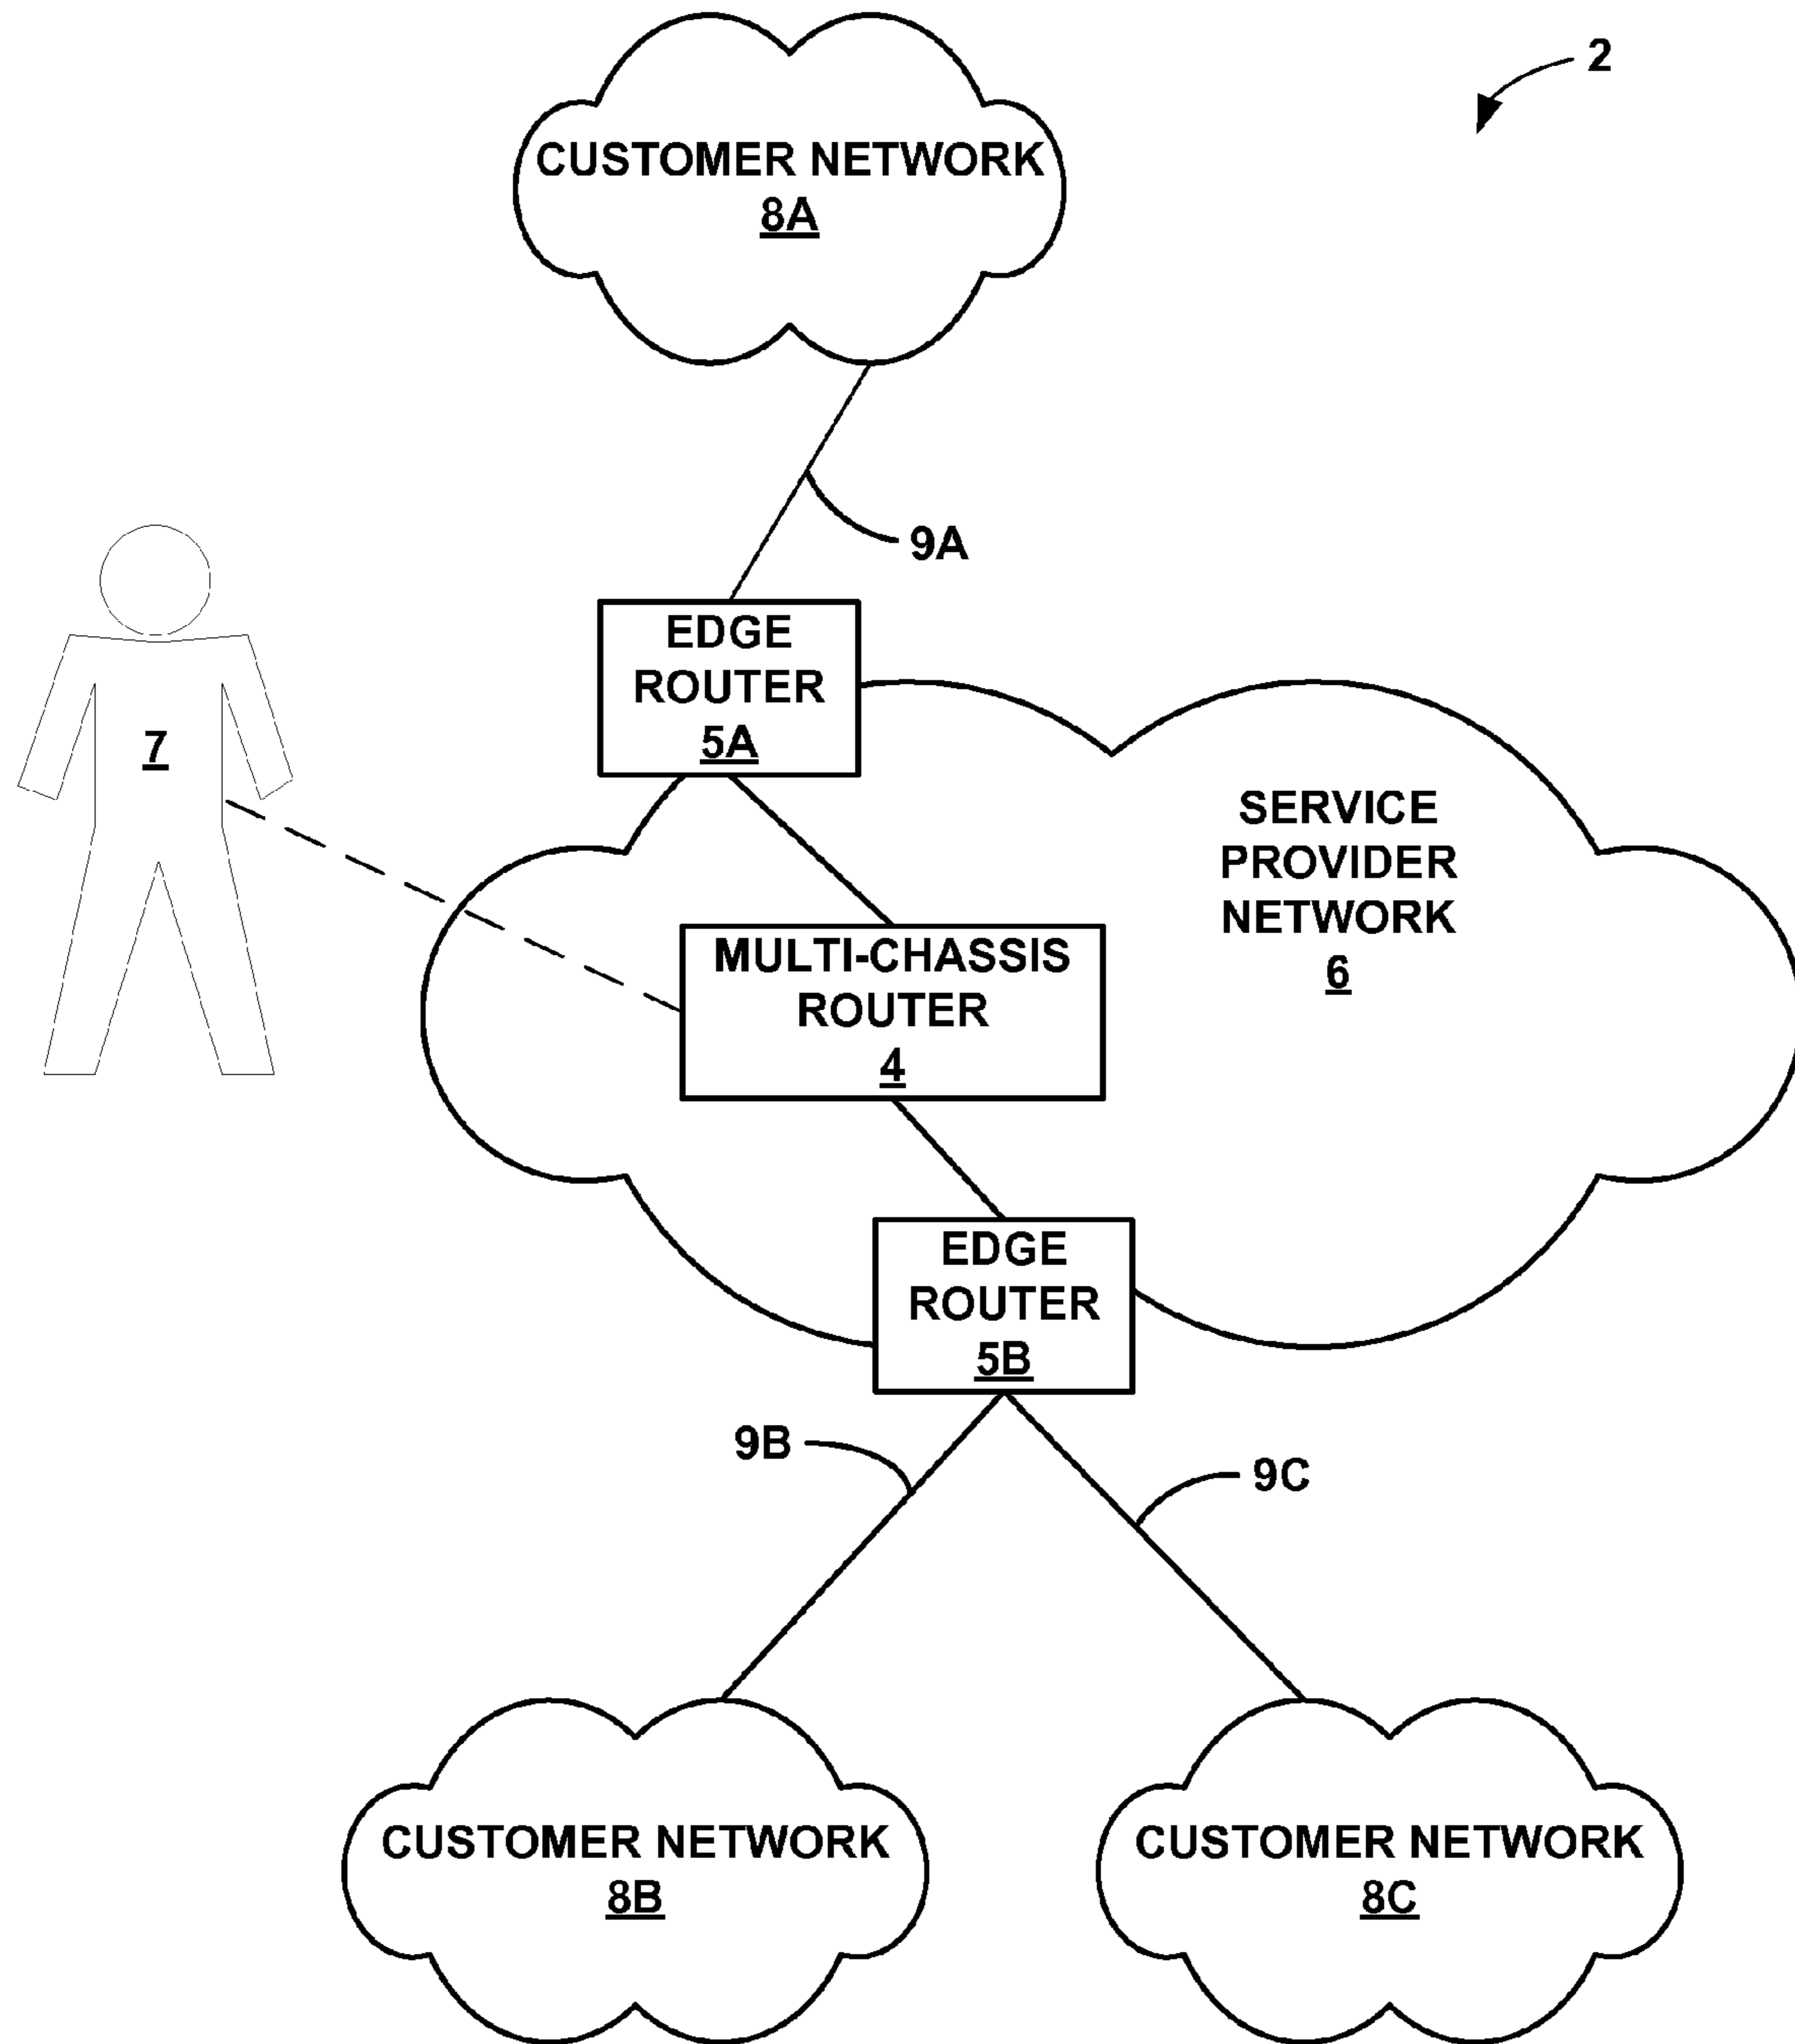 2
CUSTOMER NETWORK
8A
9A
EDGE
ROUTER
5A
7
SERVICE
PROVIDER
NETWORK
6
MULTI-CHASSIS
ROUTER
4
EDGE
ROUTER
5B
9B
9C
CUSTOMER NETWORK
8B
CUSTOMER NETWORK
8C